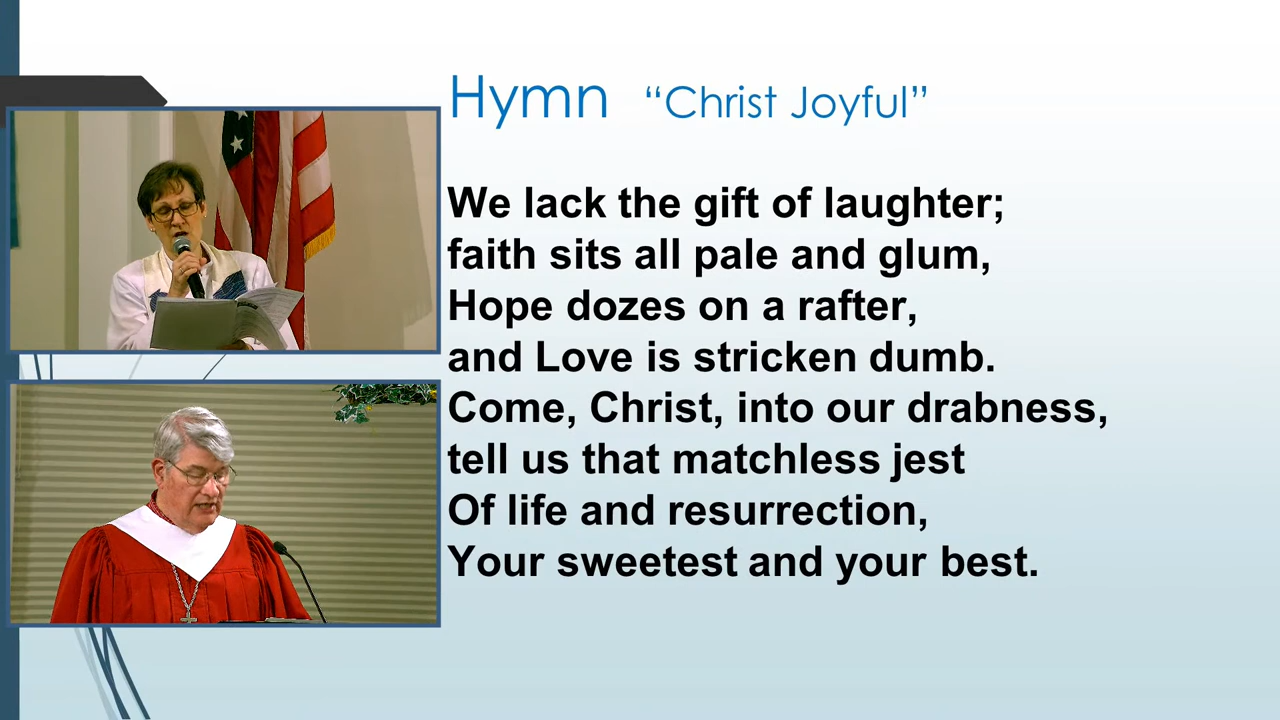 Hymn “Christ Joyful”
We lack the gift of laughter;
faith sits all pale and glum,
Hope dozes on a rafter,
and Love is stricken dumb.
Come, Christ, into our drabness,
tell us that matchless jest
Of life and resurrection,
Your sweetest and your best.